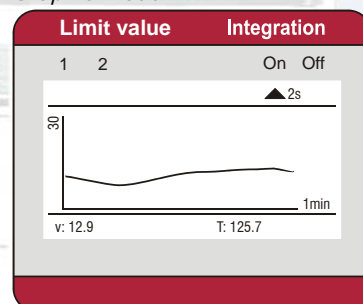 Limit value Integration
1 2 On Off
2s
30
1min
v: 12.9 T: 125.7